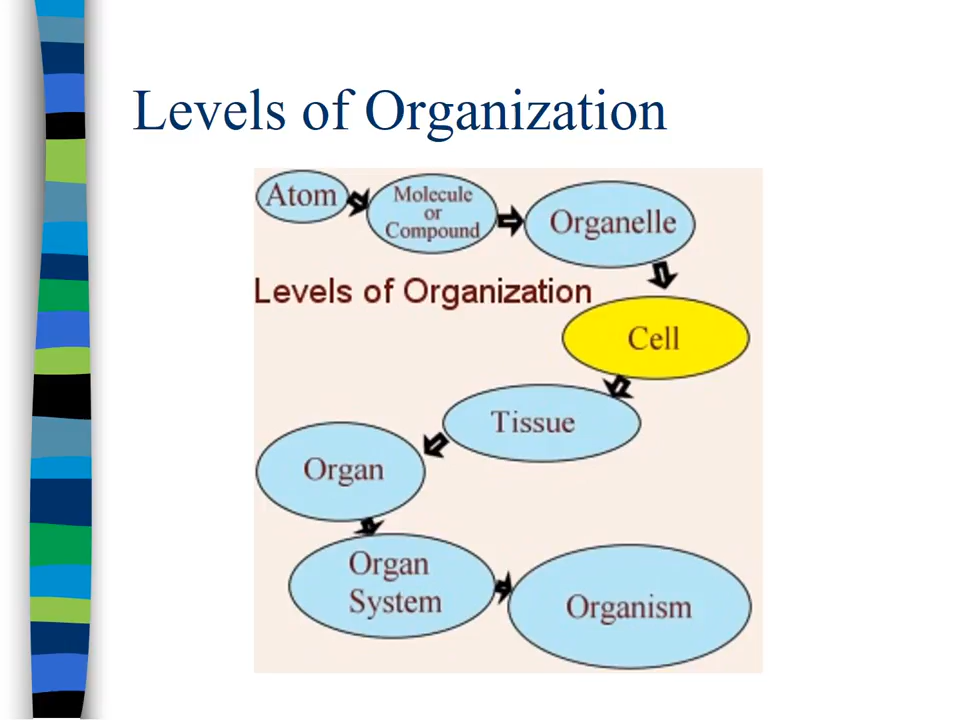 Levels of Organization
Atom
Molecule
or
Compound
Organelle
Levels of Organization
Cell
Tissue
Organ
Organ
System
Organism